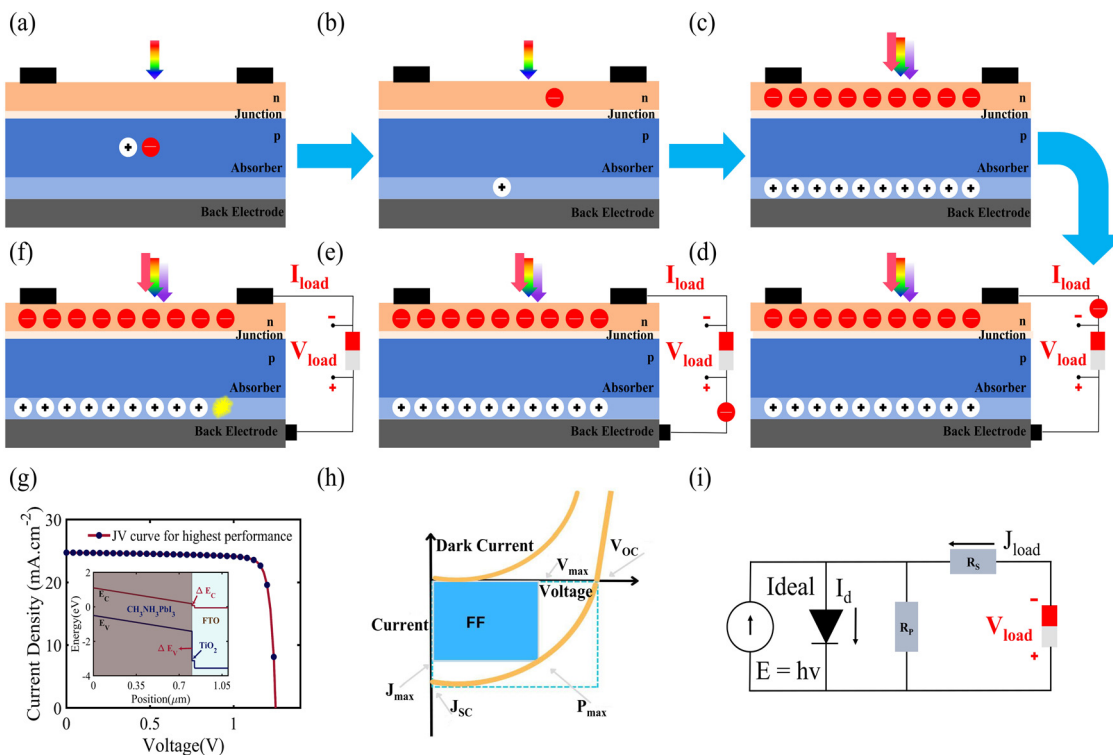 (a)
n
Junction
p
Absorber
Back Electrode
(b)
n
Junction
p
Absorber
Back Electrode
(c)
n
Junction
p
Absorber
Back Electrode
(f)
I_load
n
Junction
-
p
V_load
Absorber
+
Back Electrode
(e)
I_load
n
Junction
-
p
V_load
Absorber
+
Back Electrode
(d)
I_load
n
Junction
-
p
V_load
Absorber
+
Back Electrode
(g)
Current Density (mA.cm⁻²)
30
20
10
0
JV curve for highest performance
Energy(eV)
2
0
-2
-4
E_C
Δ E_C
CH₃NH₃PbI₃
FTO
E_V
Δ E_V
TiO₂
0 0.35 0.7 1.05
Position(μm)
0 0.5 1
Voltage(V)
(h)
Dark Current
V_OC
V_max
Voltage
Current
FF
J_max
J_SC
P_max
(i)
J_load
R_S
Ideal
I_d
R_P
-
V_load
+
E = hν